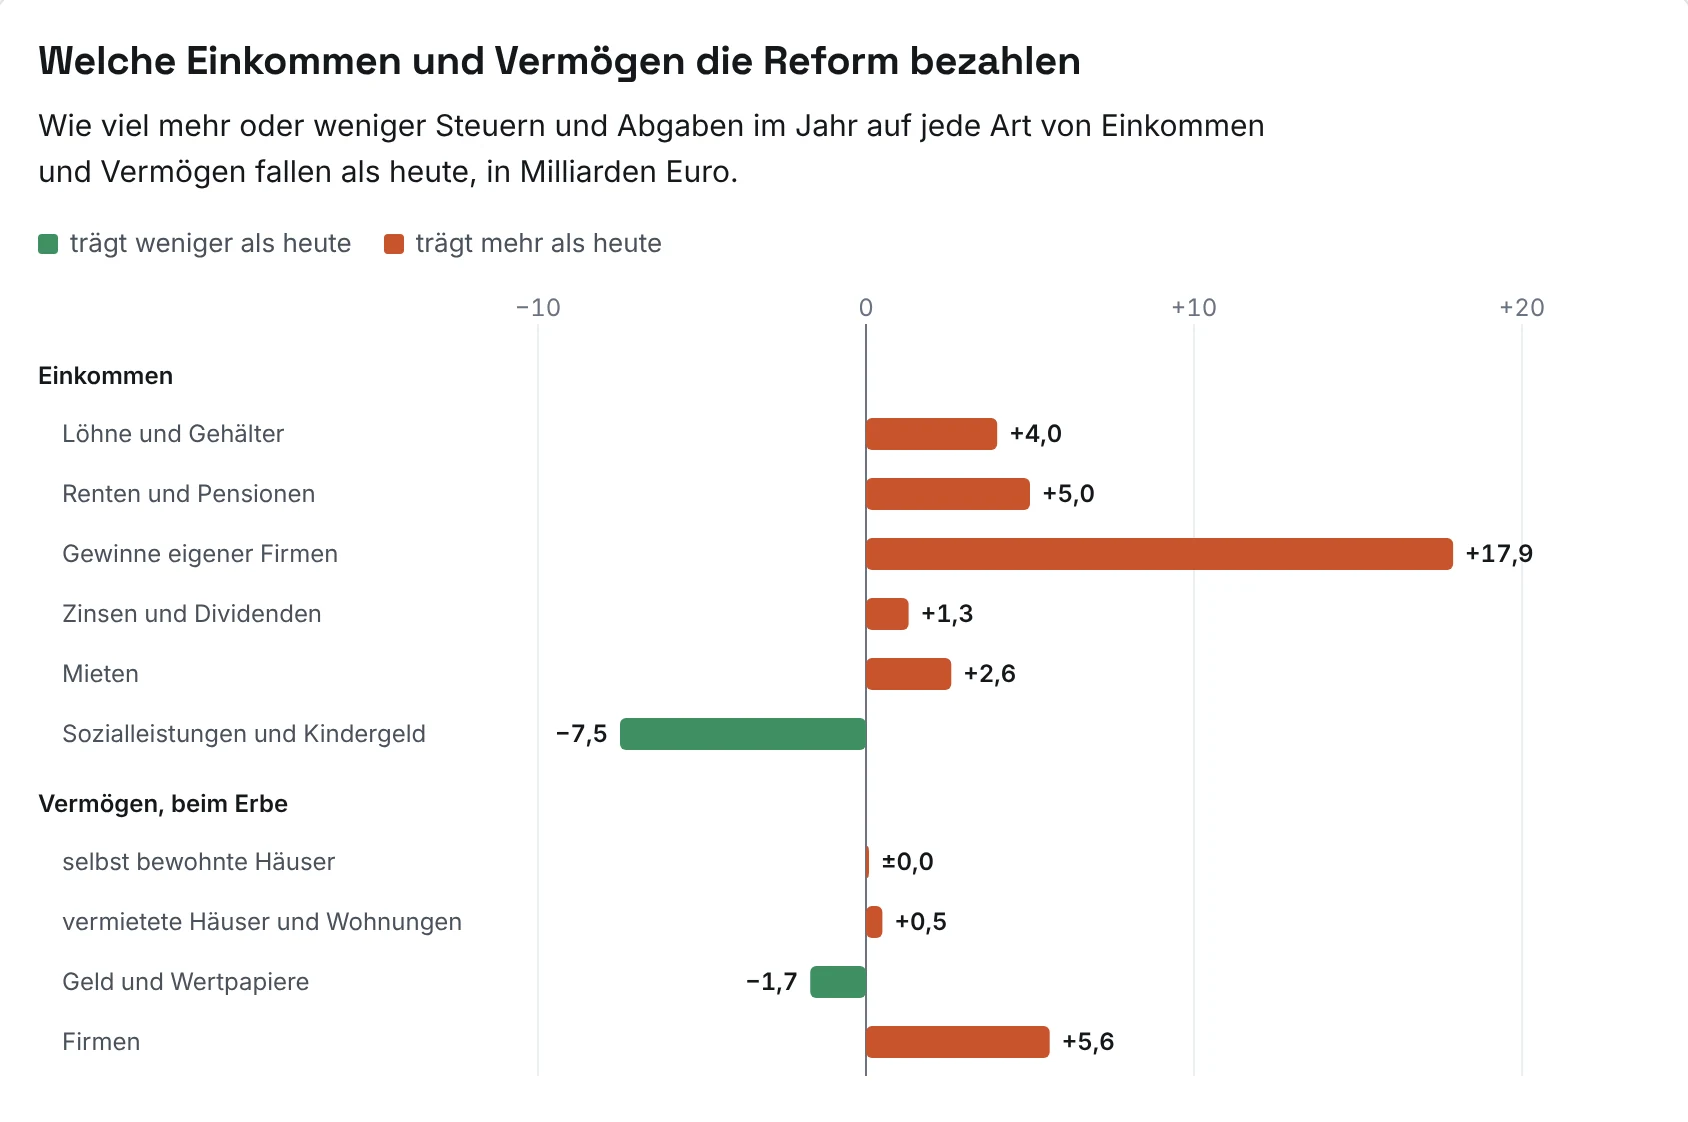 Welche Einkommen und Vermögen die Reform bezahlen
Wie viel mehr oder weniger Steuern und Abgaben im Jahr auf jede Art von Einkommen
und Vermögen fallen als heute, in Milliarden Euro.
trägt weniger als heute trägt mehr als heute
−10 0 +10 +20
Einkommen
Löhne und Gehälter +4,0
Renten und Pensionen +5,0
Gewinne eigener Firmen +17,9
Zinsen und Dividenden +1,3
Mieten +2,6
Sozialleistungen und Kindergeld −7,5
Vermögen, beim Erbe
selbst bewohnte Häuser ±0,0
vermietete Häuser und Wohnungen +0,5
Geld und Wertpapiere −1,7
Firmen +5,6